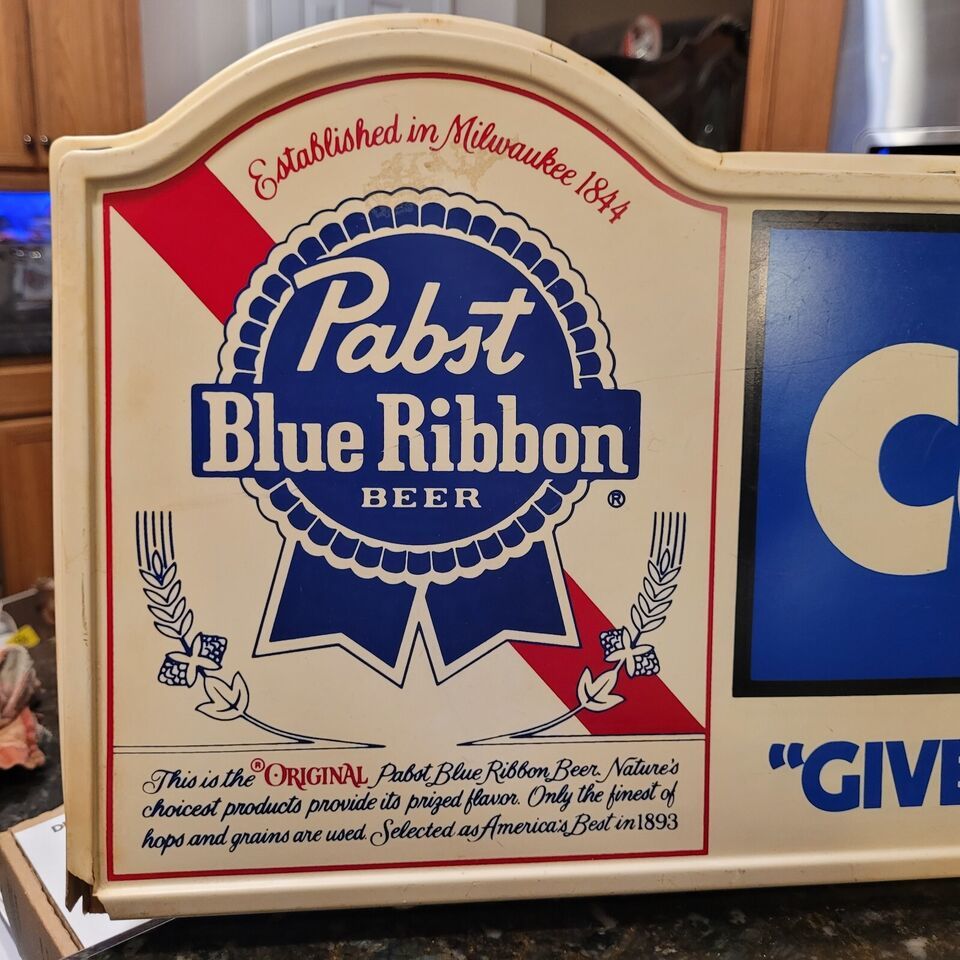 Established in Milwaukee 1844
Pabst
Blue Ribbon
BEER
®
This is the ®ORIGINAL Pabst Blue Ribbon Beer. Nature's
choicest products provide its prized flavor. Only the finest of
hops and grains are used. Selected as America's Best in 1893
C
"GIVE